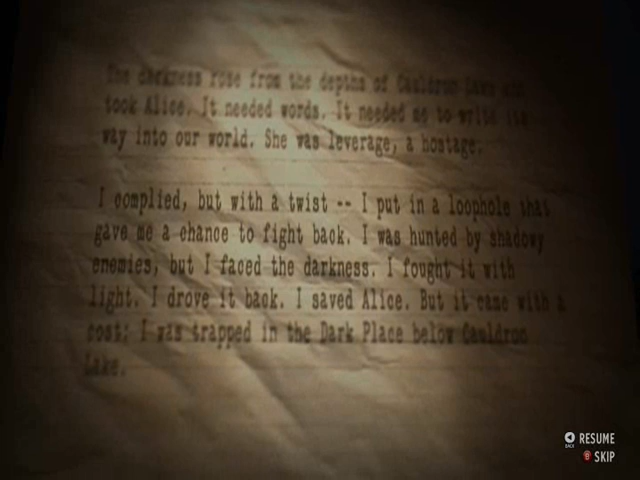 The darkness rose from the depths of Cauldron Lake and
took Alice. It needed words. It needed me to write its
way into our world. She was leverage, a hostage.
I complied, but with a twist -- I put in a loophole that
gave me a chance to fight back. I was hunted by shadowy
enemies, but I faced the darkness. I fought it with
light. I drove it back. I saved Alice. But it came with a
cost: I was trapped in the Dark Place below Cauldron
Lake.
BACK RESUME
B SKIP